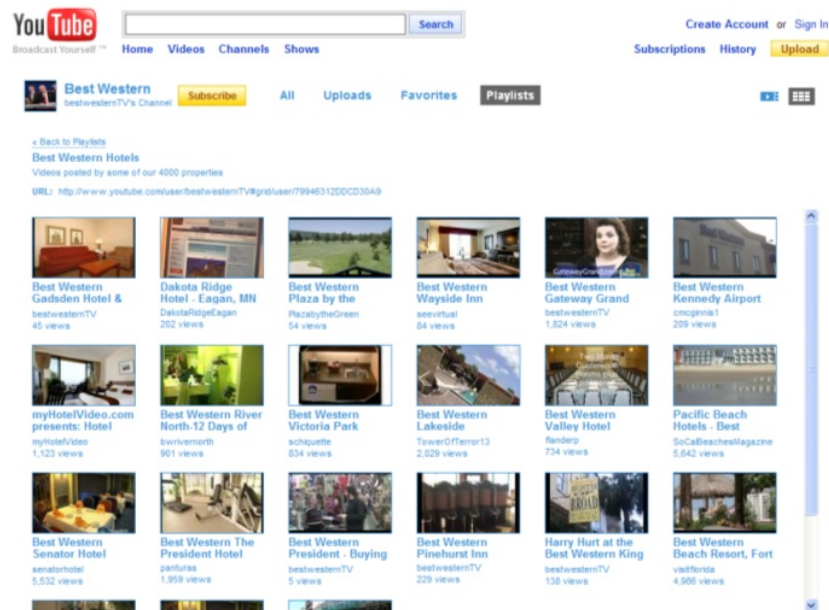 You Tube
Broadcast Yourself ™
Search
Create Account or Sign In
Home Videos Channels Shows
Subscriptions History Upload
Best Western
bestwesternTV's Channel
Subscribe
All Uploads Favorites Playlists
« Back to Playlists
Best Western Hotels
Videos posted by some of our 4000 properties
URL: http://www.youtube.com/user/bestwesternTV#grid/user/79946312DDCD30A9
GatewayGrand.com
Best Western
Gadsden Hotel &
bestwesternTV
45 views
Dakota Ridge
Hotel - Eagan, MN
DakotaRidgeEagan
202 views
Best Western
Plaza by the
PlazabytheGreen
54 views
Best Western
Wayside Inn
seevirtual
84 views
Best Western
Gateway Grand
bestwesternTV
1,824 views
Best Western
Kennedy Airport
cmcginnis1
209 views
myHotelVideo.com
presents: Hotel
myHotelVideo
1,123 views
Best Western River
North-12 Days of
bwrivernorth
901 views
Best Western
Victoria Park
schiquette
834 views
Best Western
Lakeside
TowerOfTerror13
2,029 views
Best Western
Valley Hotel
flanderp
734 views
Pacific Beach
Hotels - Best
SoCalBeachesMagazine
5,642 views
Best Western
Senator Hotel
senatorhotel
5,532 views
Best Western The
President Hotel
panturas
1,959 views
Best Western
President - Buying
bestwesternTV
5 views
Best Western
Pinehurst Inn
bestwesternTV
229 views
BROAD
Harry Hurt at the
Best Western King
bestwesternTV
138 views
Best Western
Beach Resort, Fort
visitflorida
4,986 views